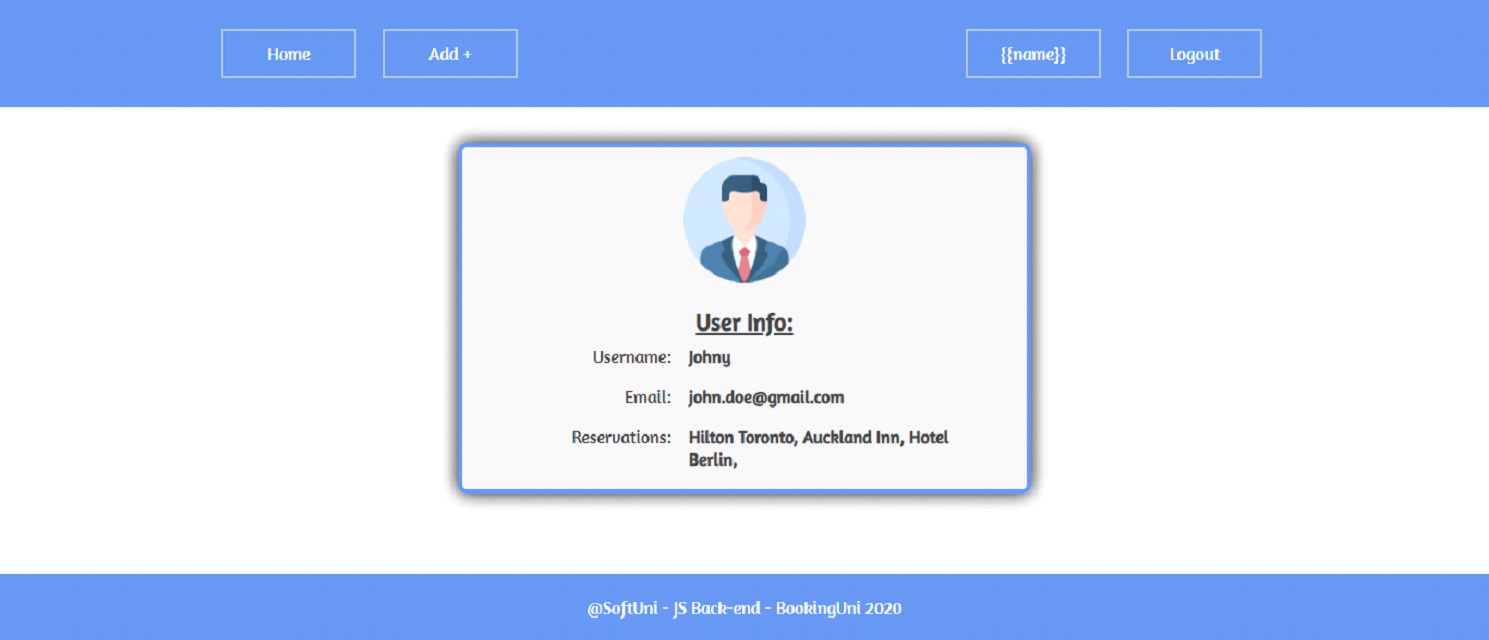 Home Add + {{name}} Logout
User Info:
Username: Johny
Email: john.doe@gmail.com
Reservations: Hilton Toronto, Auckland Inn, Hotel
Berlin,
@SoftUni - JS Back-end - BookingUni 2020